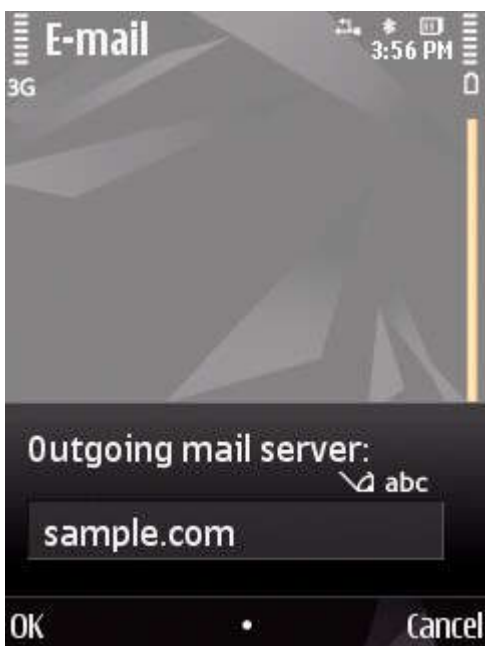 E-mail
3:56 PM
3G
Outgoing mail server:
abc
sample.com
OK
Cancel